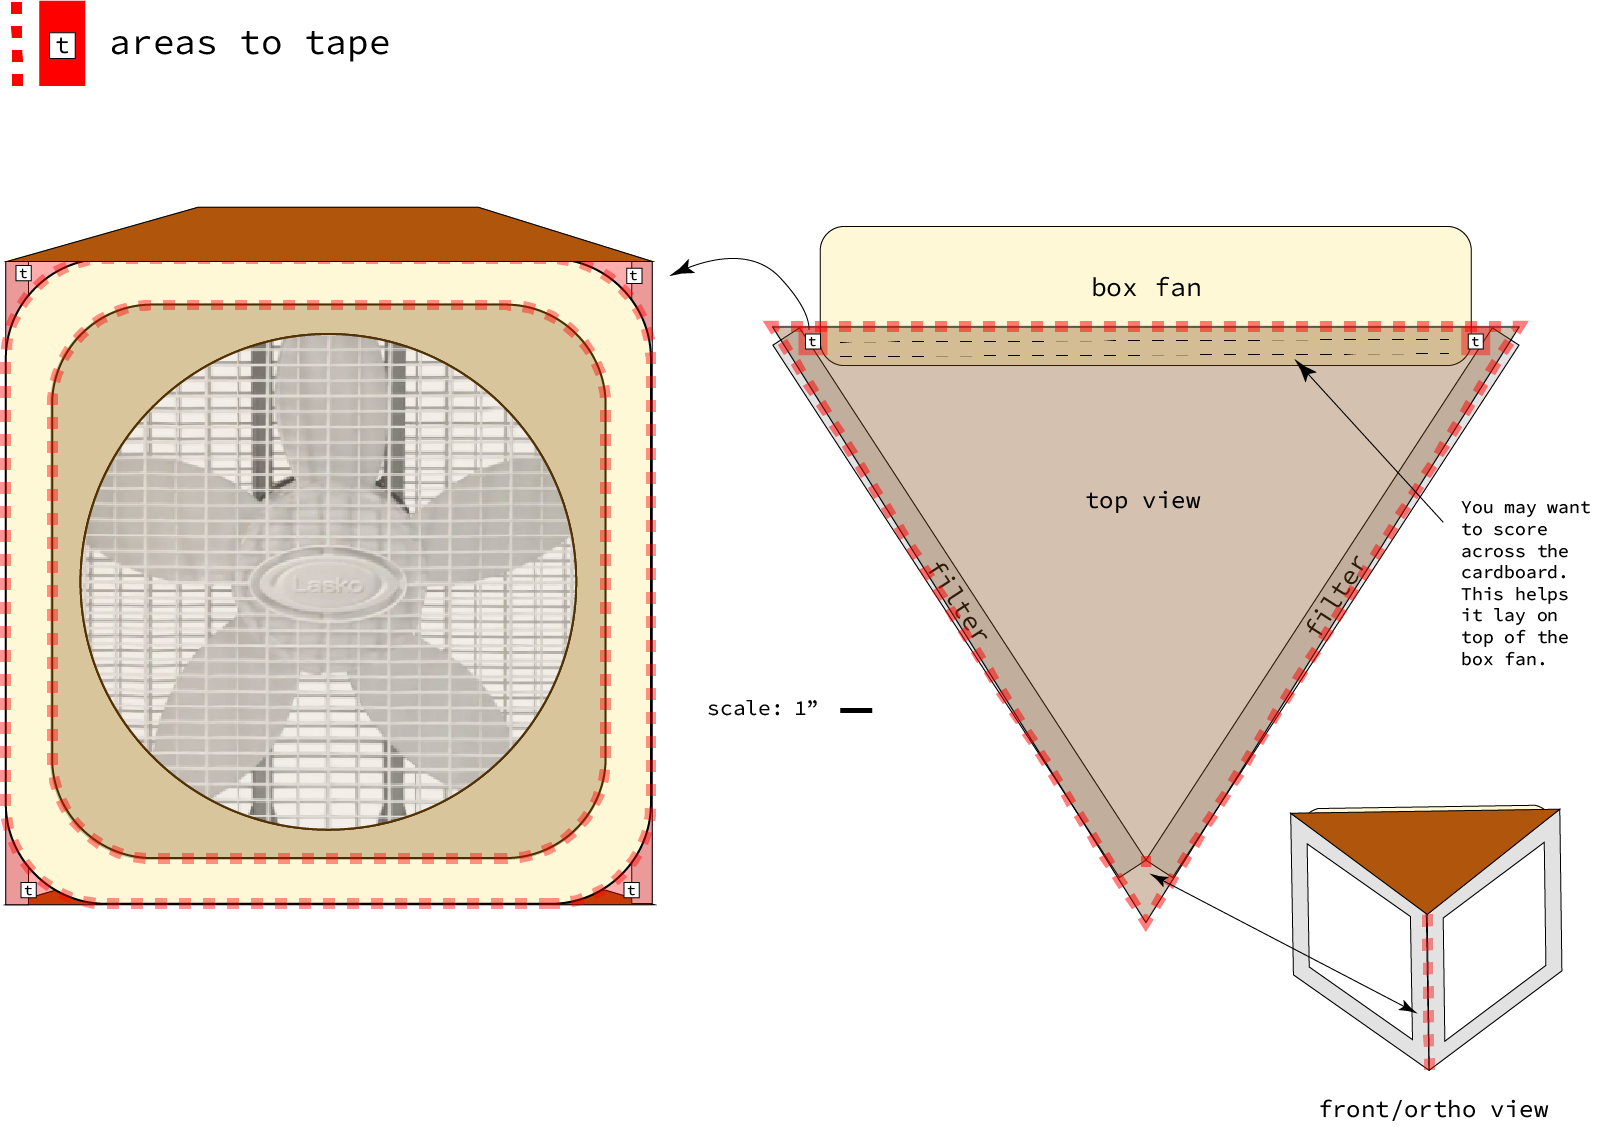 t areas to tape
t
t
t
t
Lasko
box fan
t
t
top view
filter
filter
You may want
to score
across the
cardboard.
This helps
it lay on
top of the
box fan.
scale: 1”
front/ortho view